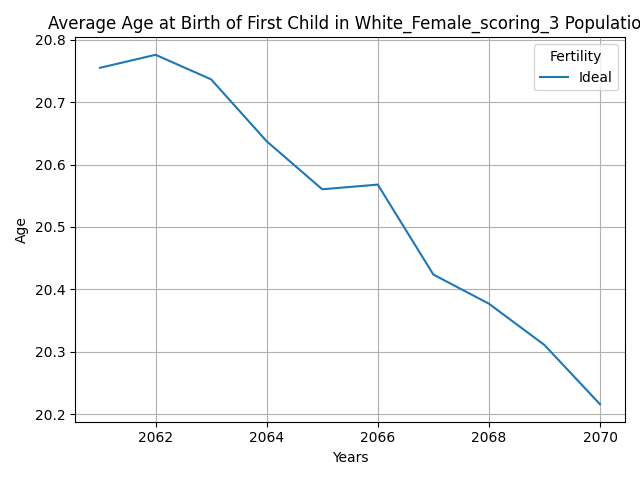 Average Age at Birth of First Child in White_Female_scoring_3 Populatio
20.8
20.7
20.6
20.5
20.4
20.3
20.2
Age
Fertility
Ideal
2062 2064 2066 2068 2070
Years